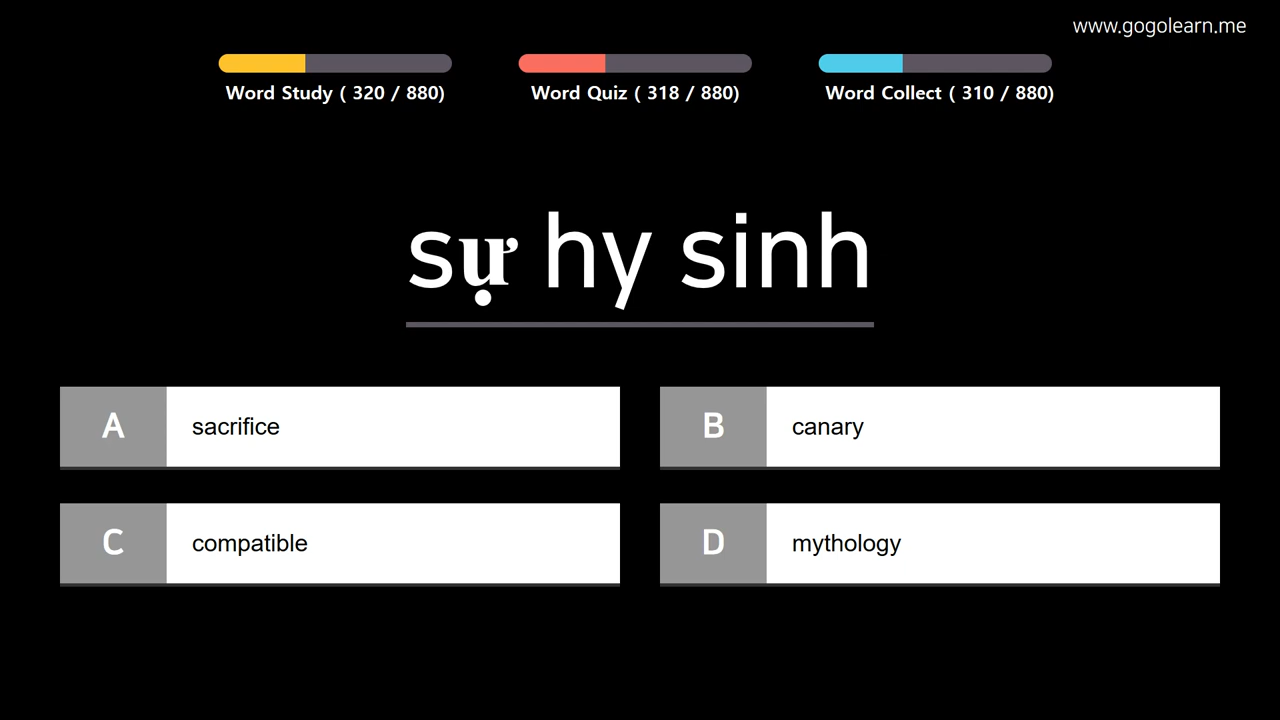 www.gogolearn.me
Word Study ( 320 / 880)
Word Quiz ( 318 / 880)
Word Collect ( 310 / 880)
sự hy sinh
A sacrifice
B canary
C compatible
D mythology